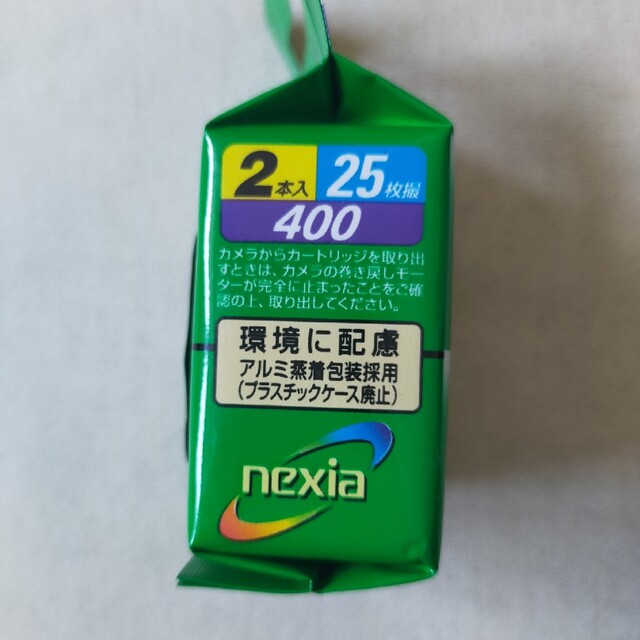 2本入 25枚撮
400
カメラからカートリッジを取り出
すときは、カメラの巻き戻しモー
ターが完全に止まったことをご確
認の上、取り出してください。
環境に配慮
アルミ蒸着包装採用
(プラスチックケース廃止)
nexia